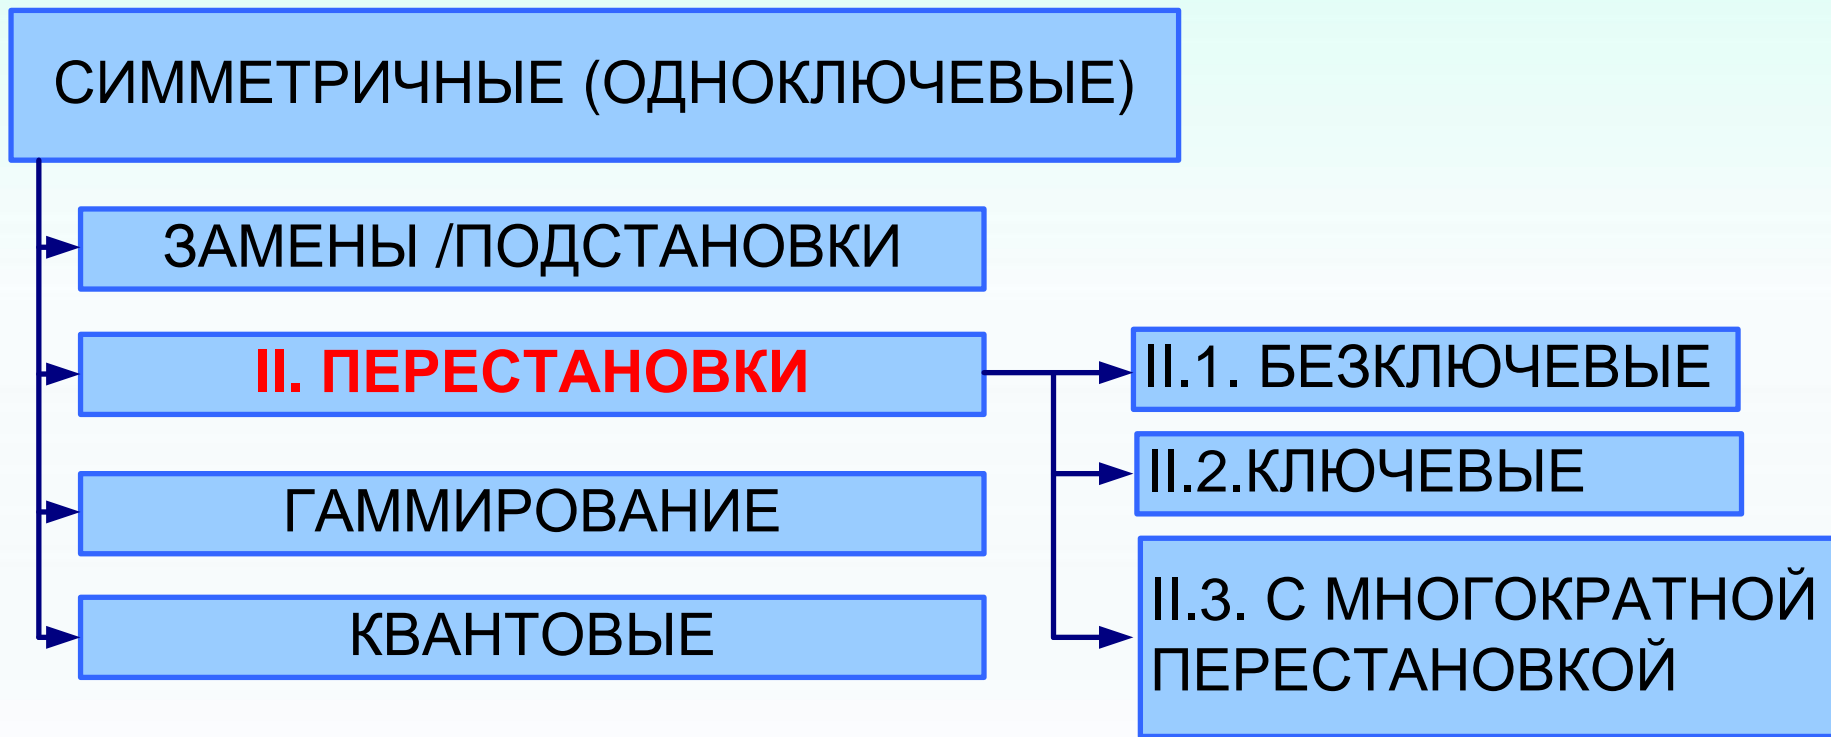 СИММЕТРИЧНЫЕ (ОДНОКЛЮЧЕВЫЕ)
ЗАМЕНЫ /ПОДСТАНОВКИ
II. ПЕРЕСТАНОВКИ
ГАММИРОВАНИЕ
КВАНТОВЫЕ
II.1. БЕЗКЛЮЧЕВЫЕ
II.2.КЛЮЧЕВЫЕ
II.3. С МНОГОКРАТНОЙ
ПЕРЕСТАНОВКОЙ